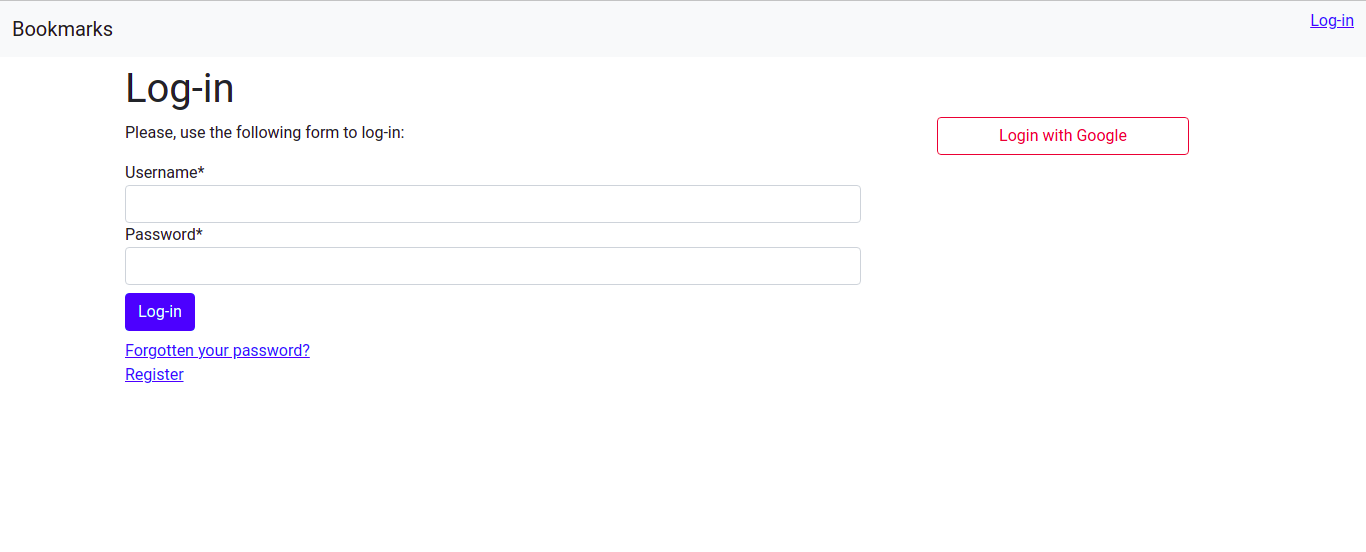 Bookmarks
Log-in
Log-in
Please, use the following form to log-in:
Login with Google
Username*
Password*
Log-in
Forgotten your password?
Register